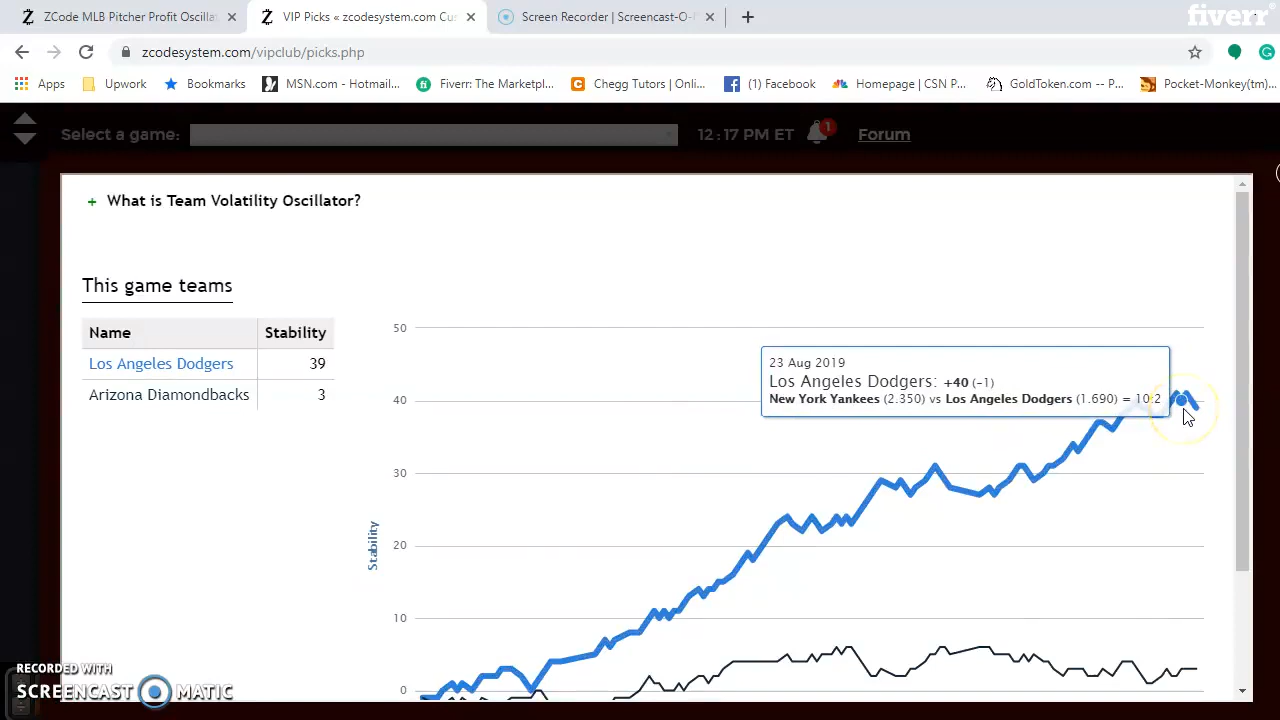 ZCode MLB Pitcher Profit Oscillat
VIP Picks « zcodesystem.com Cus
Screen Recorder | Screencast-O-
fiverr
zcodesystem.com/vipclub/picks.php
Apps
Upwork
Bookmarks
MSN.com - Hotmail...
Fiverr: The Marketpl...
Chegg Tutors | Onli...
(1) Facebook
Homepage | CSN P...
GoldToken.com -- P...
Pocket-Monkey(tm)...
Select a game:
12:17 PM ET
1
Forum
+ What is Team Volatility Oscillator?
This game teams
Name Stability
Los Angeles Dodgers 39
Arizona Diamondbacks 3
50
40
30
20
10
0
Stability
23 Aug 2019
Los Angeles Dodgers: +40 (-1)
New York Yankees (2.350) vs Los Angeles Dodgers (1.690) = 10:2
RECORDED WITH
SCREENCAST MATIC